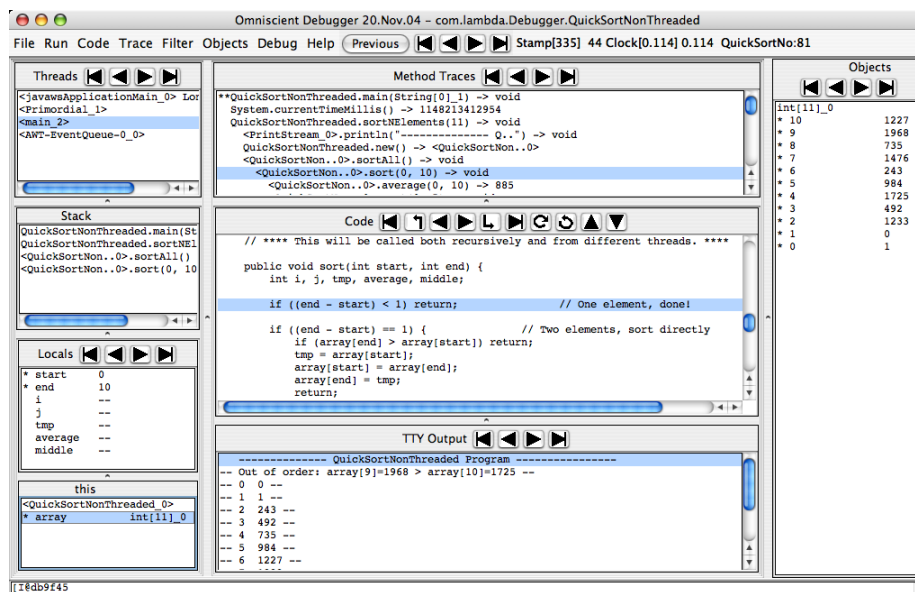 Omniscient Debugger 20.Nov.04 – com.lambda.Debugger.QuickSortNonThreaded
File Run Code Trace Filter Objects Debug Help Previous Stamp[335] 44 Clock[0.114] 0.114 QuickSortNo:81
Threads
<javawsApplicationMain_0> Lor
<Primordial_1>
<main_2>
<AWT-EventQueue-0_0>
Stack
QuickSortNonThreaded.main(St
QuickSortNonThreaded.sortNEl
<QuickSortNon..0>.sortAll()
<QuickSortNon..0>.sort(0, 10
Locals
* start 0
* end 10
i --
j --
tmp --
average --
middle --
this
<QuickSortNonThreaded_0>
* array int[11]_0
Method Traces
**QuickSortNonThreaded.main(String[0]_1) -> void
System.currentTimeMillis() -> 1148213412954
QuickSortNonThreaded.sortNElements(11) -> void
<PrintStream_0>.println("-------------- Q..") -> void
QuickSortNonThreaded.new() -> <QuickSortNon..0>
<QuickSortNon..0>.sortAll() -> void
<QuickSortNon..0>.sort(0, 10) -> void
<QuickSortNon..0>.average(0, 10) -> 885
Code
// **** This will be called both recursively and from different threads. ****
public void sort(int start, int end) {
int i, j, tmp, average, middle;
if ((end - start) < 1) return; // One element, done!
if ((end - start) == 1) { // Two elements, sort directly
if (array[end] > array[start]) return;
tmp = array[start];
array[start] = array[end];
array[end] = tmp;
return;
TTY Output
-------------- QuickSortNonThreaded Program ----------------
-- Out of order: array[9]=1968 > array[10]=1725 --
-- 0 0 --
-- 1 1 --
-- 2 243 --
-- 3 492 --
-- 4 735 --
-- 5 984 --
-- 6 1227 --
Objects
int[11]_0
* 10 1227
* 9 1968
* 8 735
* 7 1476
* 6 243
* 5 984
* 4 1725
* 3 492
* 2 1233
* 1 0
* 0 1
[I@db9f45